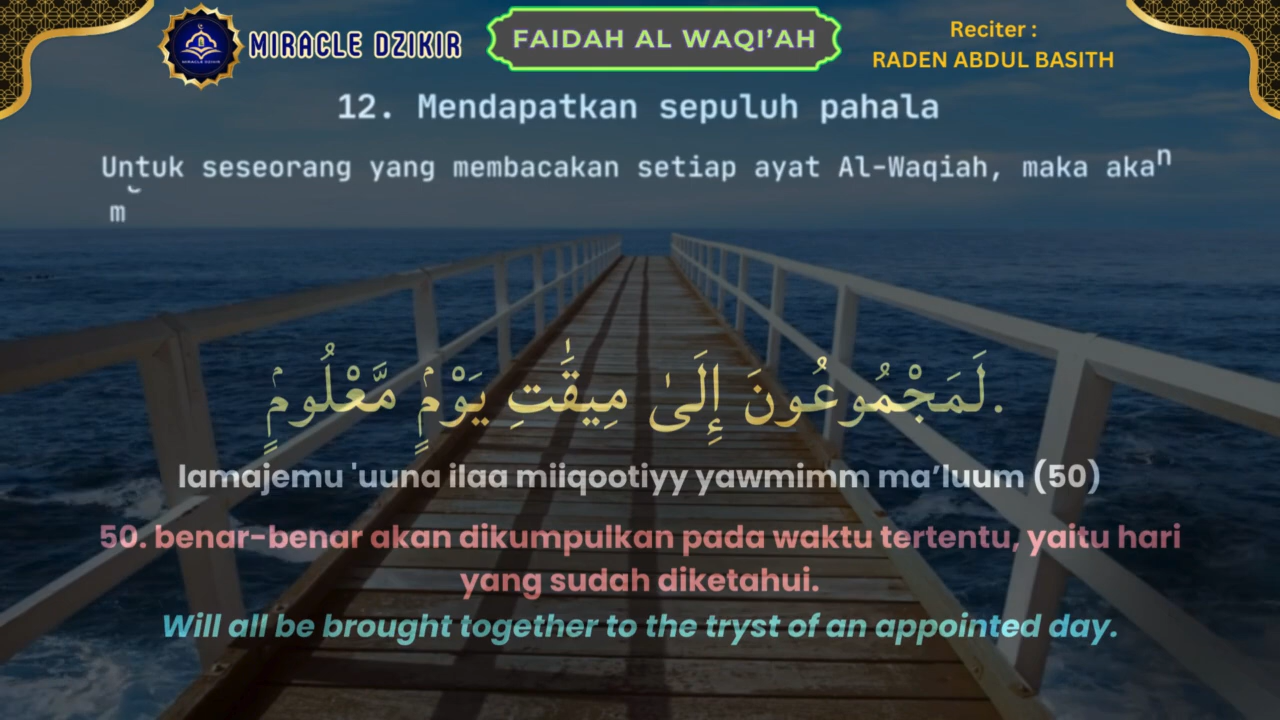 MIRACLE DZIKIR
FAIDAH AL WAQI’AH
Reciter :
RADEN ABDUL BASITH
12. Mendapatkan sepuluh pahala
Untuk seseorang yang membacakan setiap ayat Al-Waqiah, maka akan
m
لَمَجْمُوعُونَ إِلَىٰ مِيقَٰتِ يَوْمٍۢ مَّعْلُومٍۢ.
lamajemu 'uuna ilaa miiqootiyy yawmimm ma’luum (50)
50. benar-benar akan dikumpulkan pada waktu tertentu, yaitu hari
yang sudah diketahui.
Will all be brought together to the tryst of an appointed day.